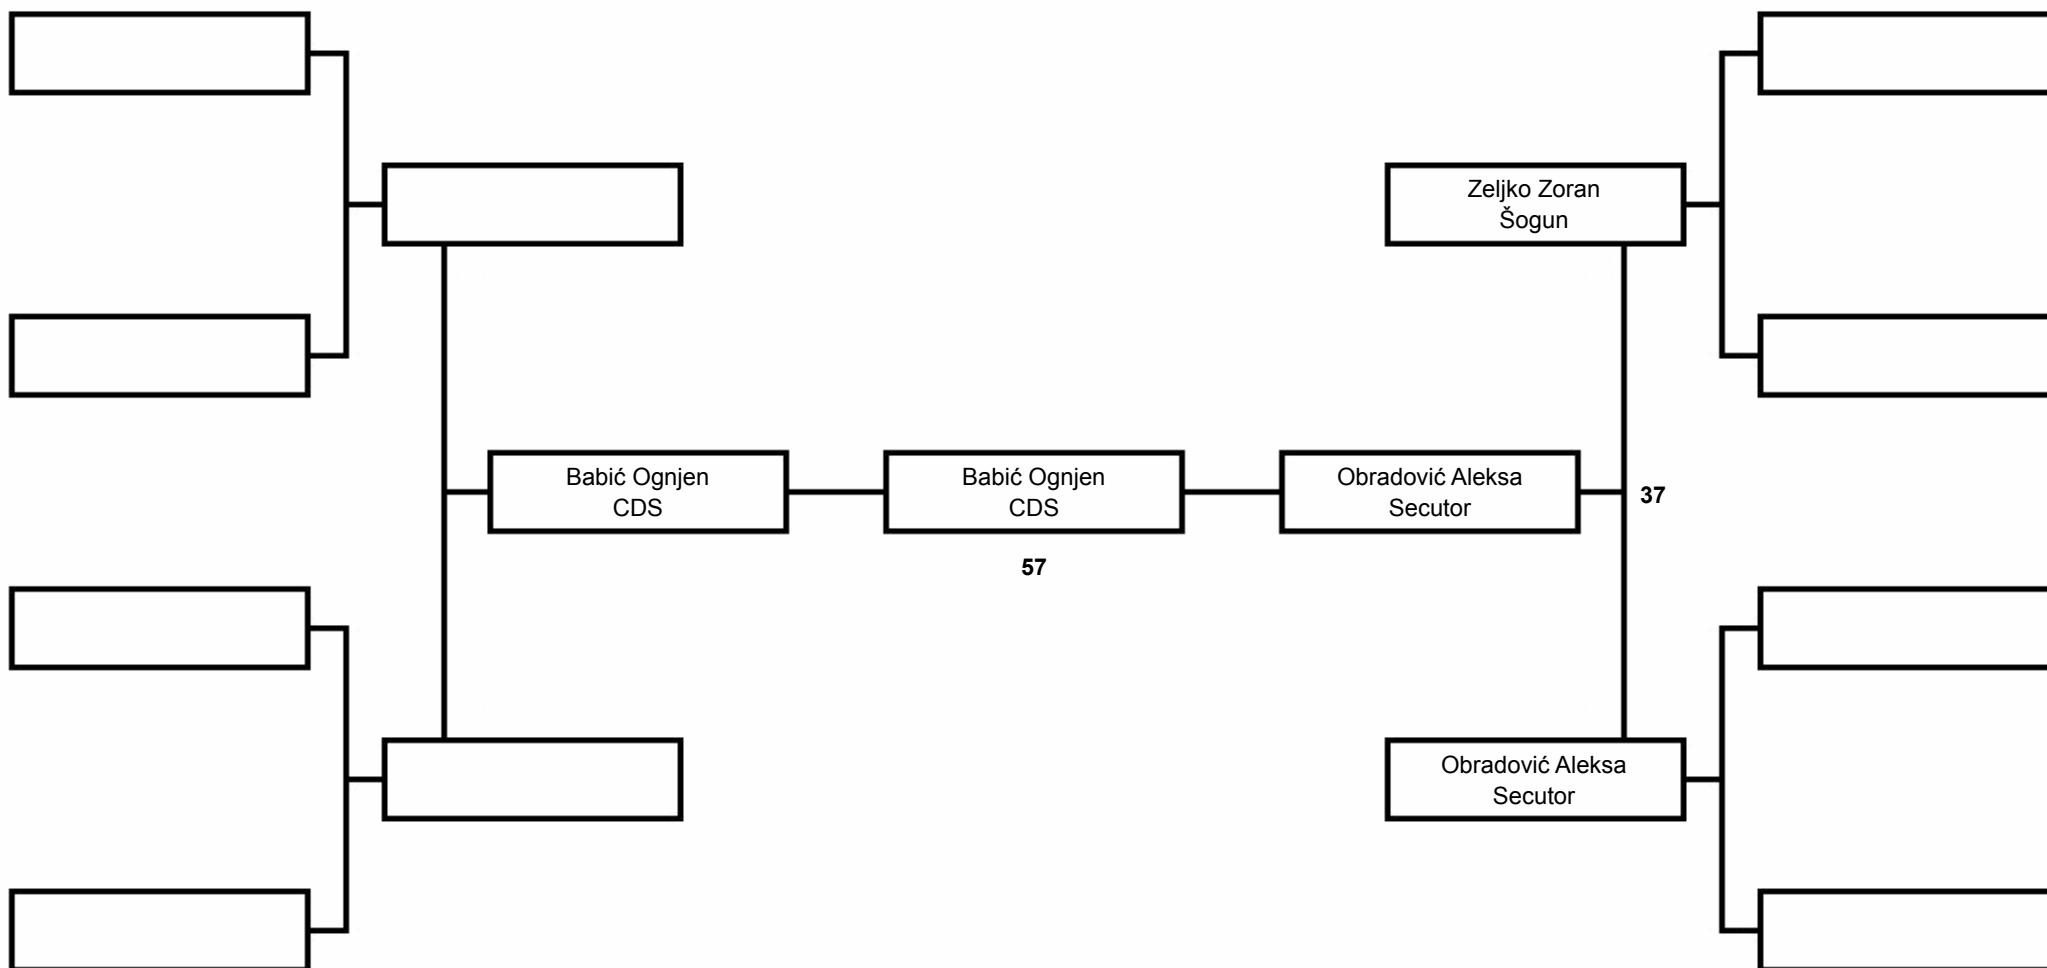 Zeljko Zoran
Šogun
Babić Ognjen
CDS
Babić Ognjen
CDS
Obradović Aleksa
Secutor
37
57
Obradović Aleksa
Secutor